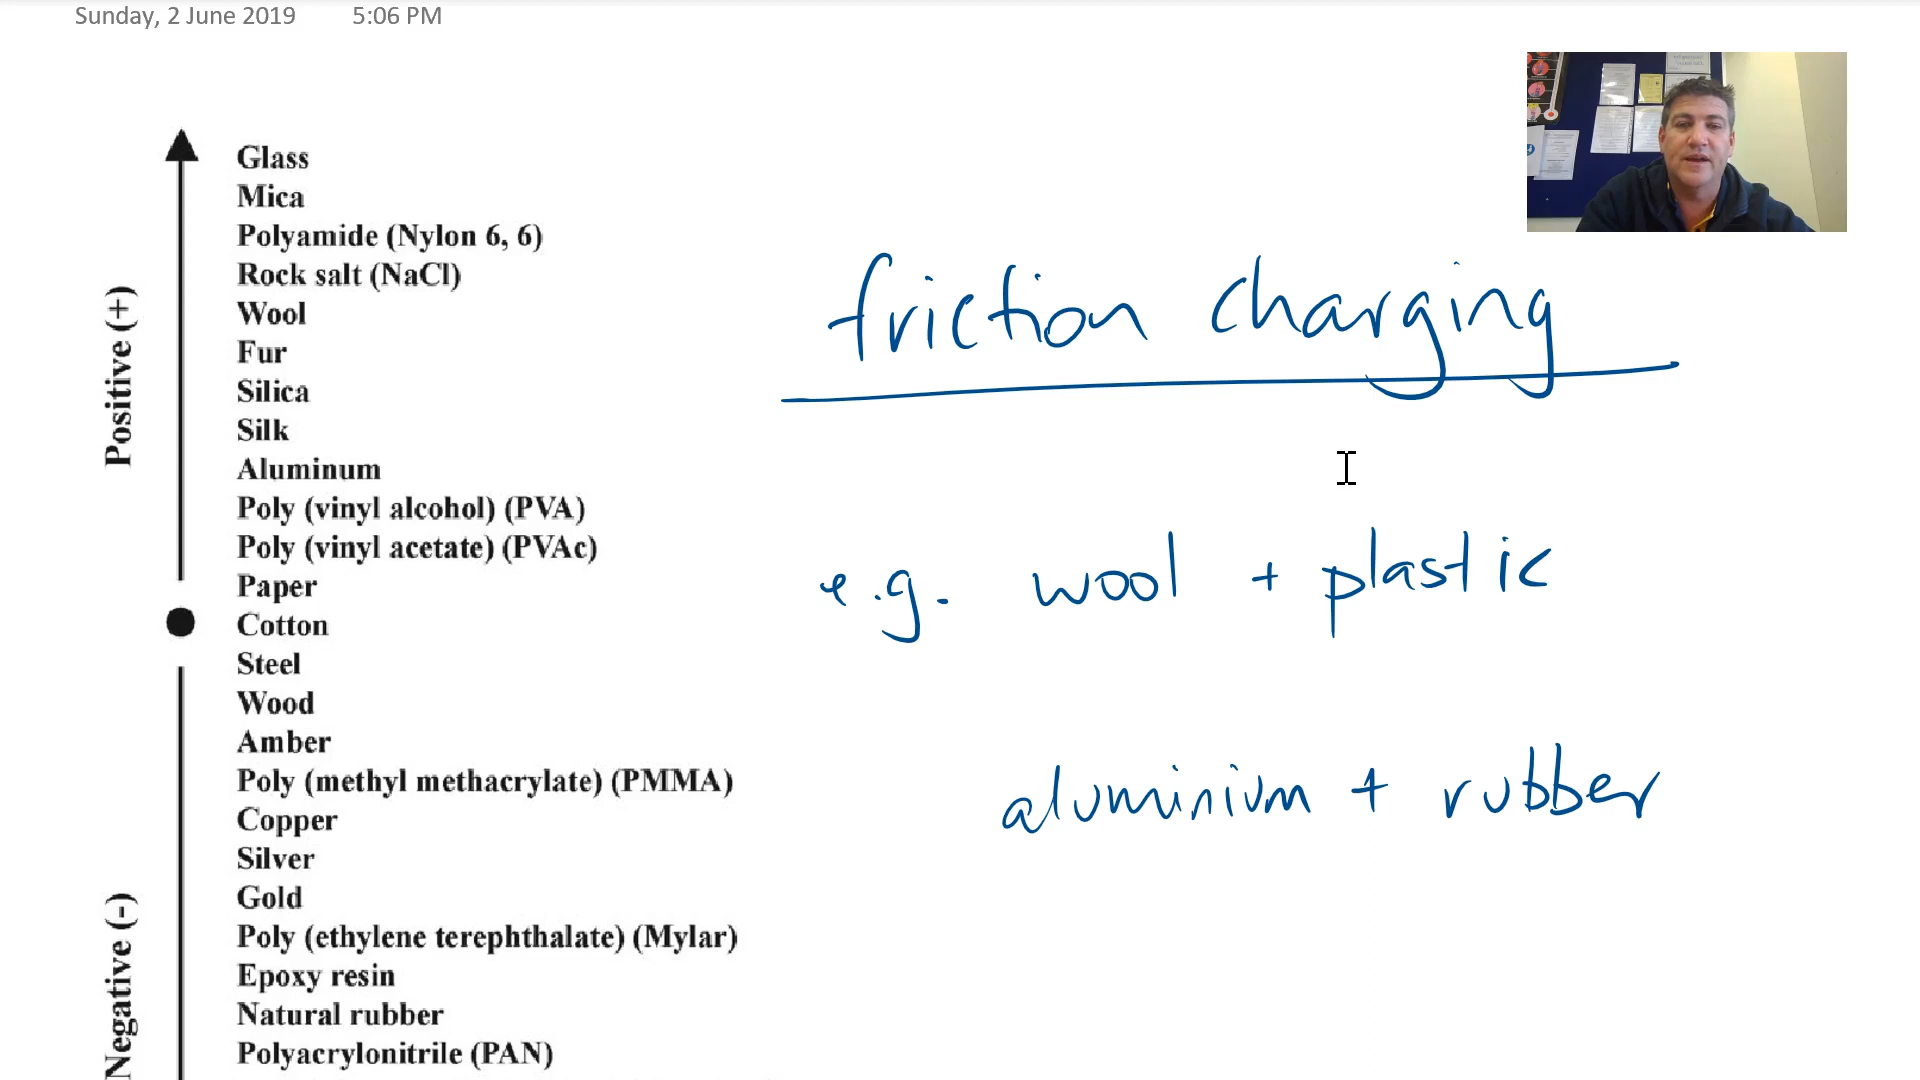 Sunday, 2 June 2019 5:06 PM
Glass
Mica
Polyamide (Nylon 6, 6)
Rock salt (NaCl)
Wool
Fur
Silica
Silk
Aluminum
Poly (vinyl alcohol) (PVA)
Poly (vinyl acetate) (PVAc)
Paper
Cotton
Steel
Wood
Amber
Poly (methyl methacrylate) (PMMA)
Copper
Silver
Gold
Poly (ethylene terephthalate) (Mylar)
Epoxy resin
Natural rubber
Polyacrylonitrile (PAN)
Positive (+)
Negative (-)
friction charging
e.g. wool + plastic
aluminium + rubber